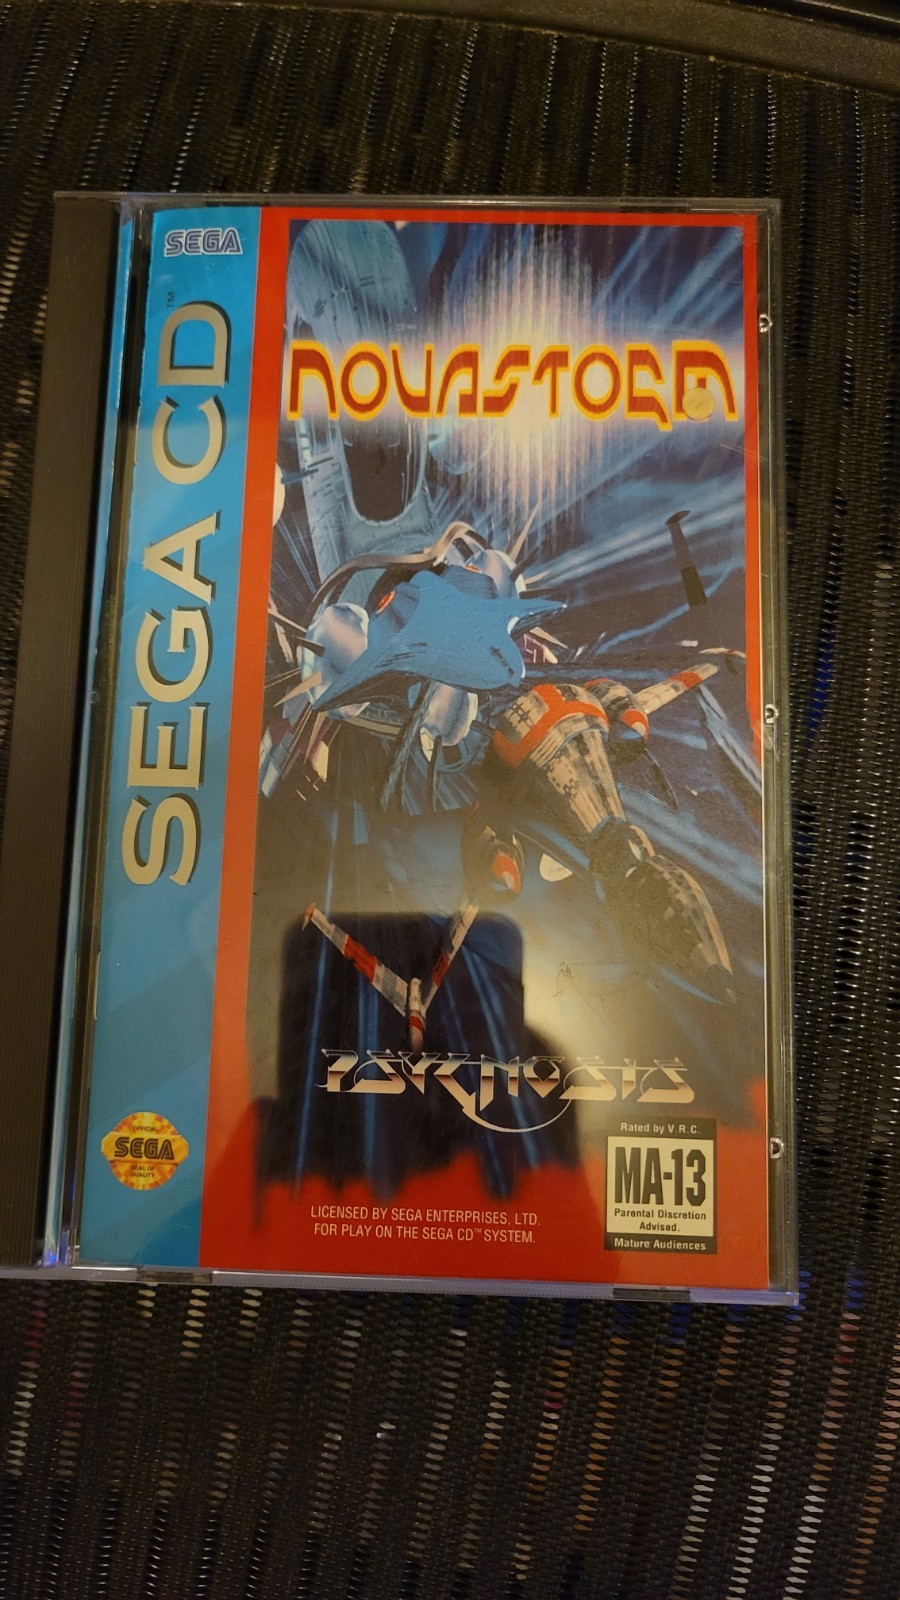 SEGA
SEGA CD™
NOVASTORM
PSYGNOSIS
OFFICIAL
SEGA
SEAL OF
QUALITY
LICENSED BY SEGA ENTERPRISES, LTD.
FOR PLAY ON THE SEGA CD™ SYSTEM.
Rated by V.R.C.
MA-13
Parental Discretion
Advised.
Mature Audiences